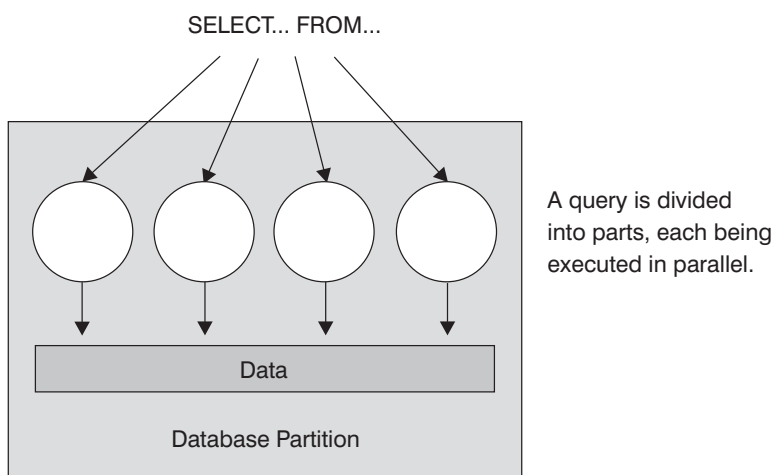 SELECT... FROM...
A query is divided
into parts, each being
executed in parallel.
Data
Database Partition